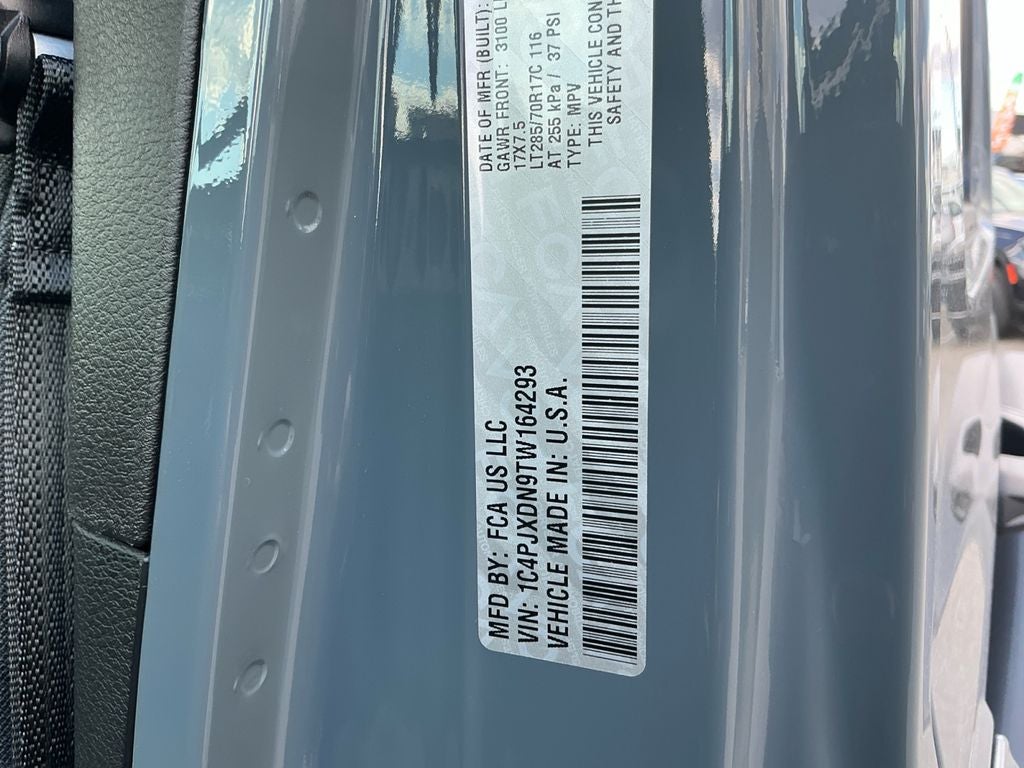 MFD BY: FCA US LLC
VIN: 1C4PJXDN9TW164293
VEHICLE MADE IN: U.S.A.
DATE OF MFR (BUILT):
GAWR FRONT: 3100 L
17X7.5
LT285/70R17C 116
AT 255 kPa / 37 PSI
TYPE: MPV
THIS VEHICLE CON
SAFETY AND TH